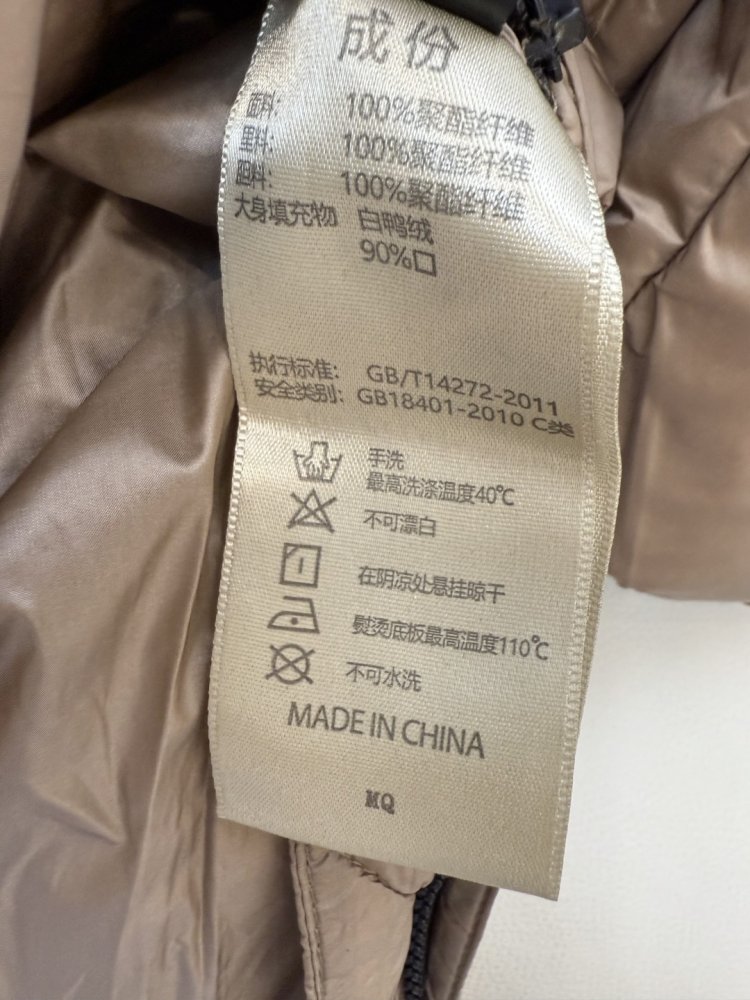 成份
面料: 100%聚酯纤维
里料: 100%聚酯纤维
胆料: 100%聚酯纤维
大身填充物 白鸭绒
90%☐
执行标准: GB/T14272-2011
安全类别: GB18401-2010 C类
手洗
最高洗涤温度40℃
不可漂白
在阴凉处悬挂晾干
熨烫底板最高温度110℃
不可水洗
MADE IN CHINA
MQ